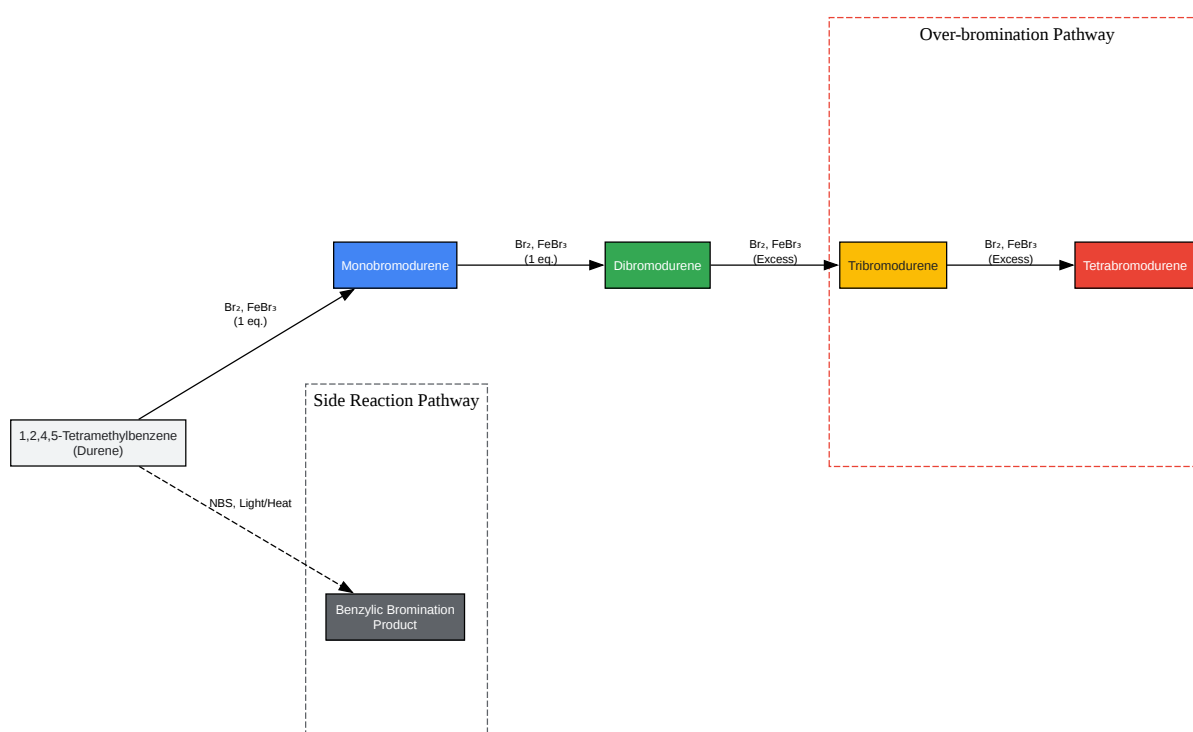 Over-bromination Pathway
Br₂, FeBr₃
(1 eq.)
Br₂, FeBr₃
(Excess)
Br₂, FeBr₃
(Excess)
Monobromodurene
Dibromodurene
Tribromodurene
Tetrabromodurene
Br₂, FeBr₃
(1 eq.)
Side Reaction Pathway
1,2,4,5-Tetramethylbenzene
(Durene)
NBS, Light/Heat
Benzylic Bromination
Product